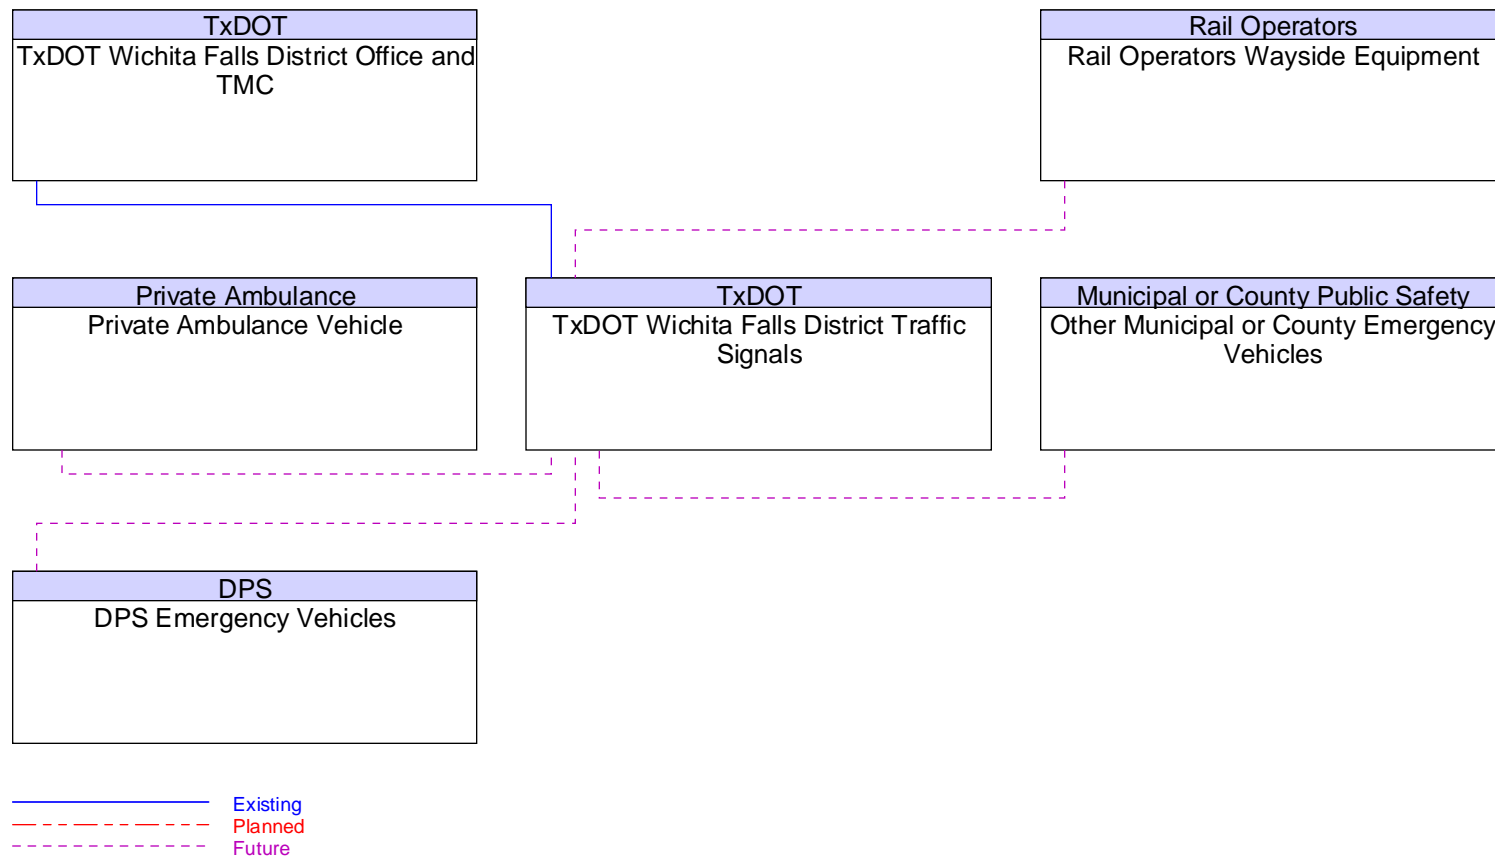 TxDOT
TxDOT Wichita Falls District Office and
TMC
Rail Operators
Rail Operators Wayside Equipment
Private Ambulance
Private Ambulance Vehicle
TxDOT
TxDOT Wichita Falls District Traffic
Signals
Municipal or County Public Safety
Other Municipal or County Emergency
Vehicles
DPS
DPS Emergency Vehicles
Existing
Planned
Future